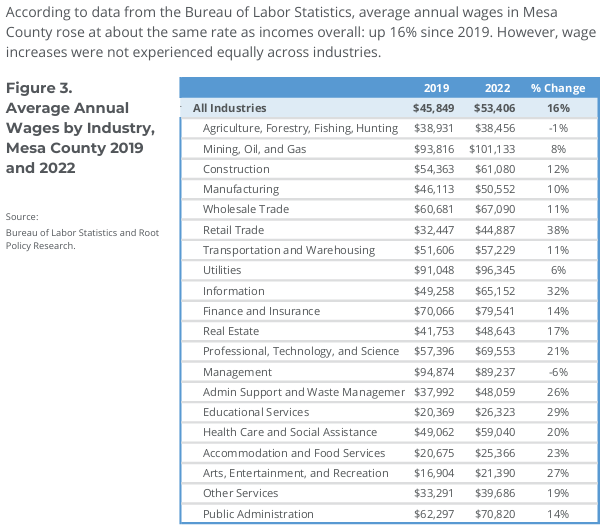 According to data from the Bureau of Labor Statistics, average annual wages in Mesa
County rose at about the same rate as incomes overall: up 16% since 2019. However, wage
increases were not experienced equally across industries.
Figure 3.
Average Annual
Wages by Industry,
Mesa County 2019
and 2022
Source:
Bureau of Labor Statistics and Root
Policy Research.
2019 2022 % Change
All Industries $45,849 $53,406 16%
Agriculture, Forestry, Fishing, Hunting $38,931 $38,456 -1%
Mining, Oil, and Gas $93,816 $101,133 8%
Construction $54,363 $61,080 12%
Manufacturing $46,113 $50,552 10%
Wholesale Trade $60,681 $67,090 11%
Retail Trade $32,447 $44,887 38%
Transportation and Warehousing $51,606 $57,229 11%
Utilities $91,048 $96,345 6%
Information $49,258 $65,152 32%
Finance and Insurance $70,066 $79,541 14%
Real Estate $41,753 $48,643 17%
Professional, Technology, and Science $57,396 $69,553 21%
Management $94,874 $89,237 -6%
Admin Support and Waste Managemer $37,992 $48,059 26%
Educational Services $20,369 $26,323 29%
Health Care and Social Assistance $49,062 $59,040 20%
Accommodation and Food Services $20,675 $25,366 23%
Arts, Entertainment, and Recreation $16,904 $21,390 27%
Other Services $33,291 $39,686 19%
Public Administration $62,297 $70,820 14%